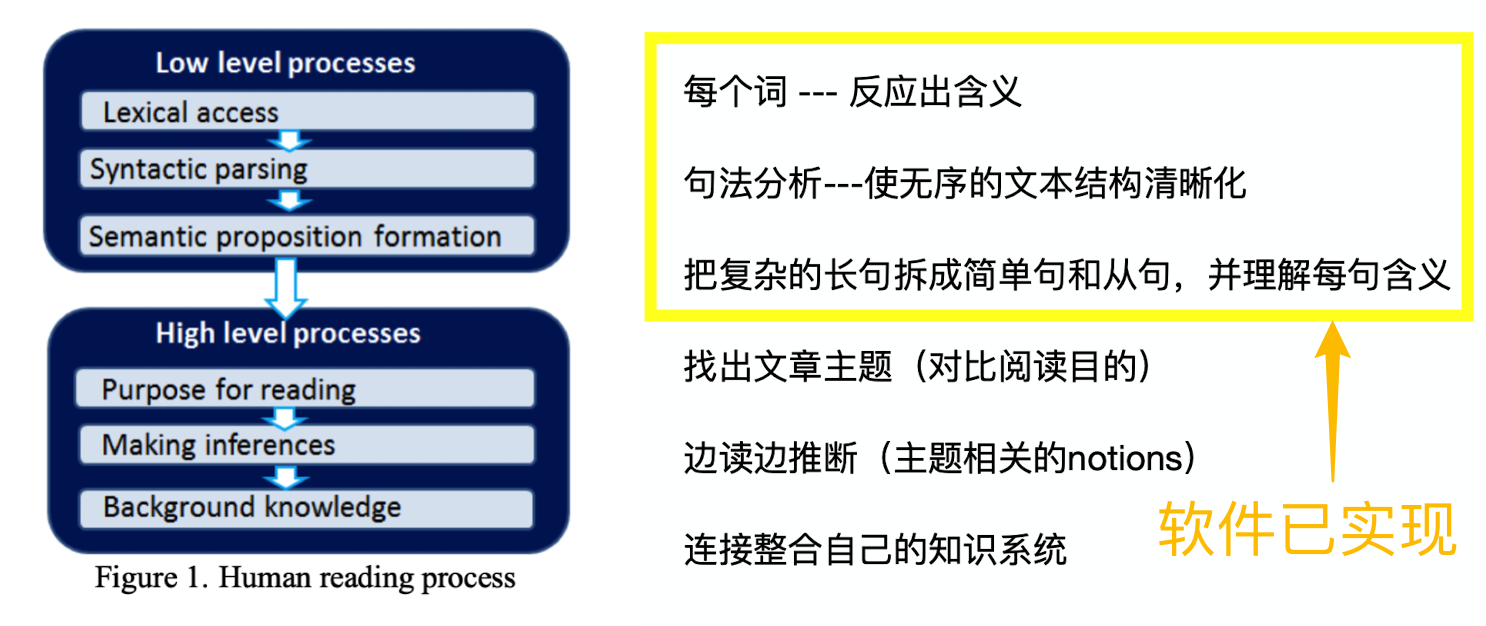 Low level processes
Lexical access
Syntactic parsing
Semantic proposition formation
High level processes
Purpose for reading
Making inferences
Background knowledge
Figure 1. Human reading process
每个词 --- 反应出含义
句法分析---使无序的文本结构清晰化
把复杂的长句拆成简单句和从句，并理解每句含义
找出文章主题（对比阅读目的）
边读边推断（主题相关的notions）
连接整合自己的知识系统
软件已实现